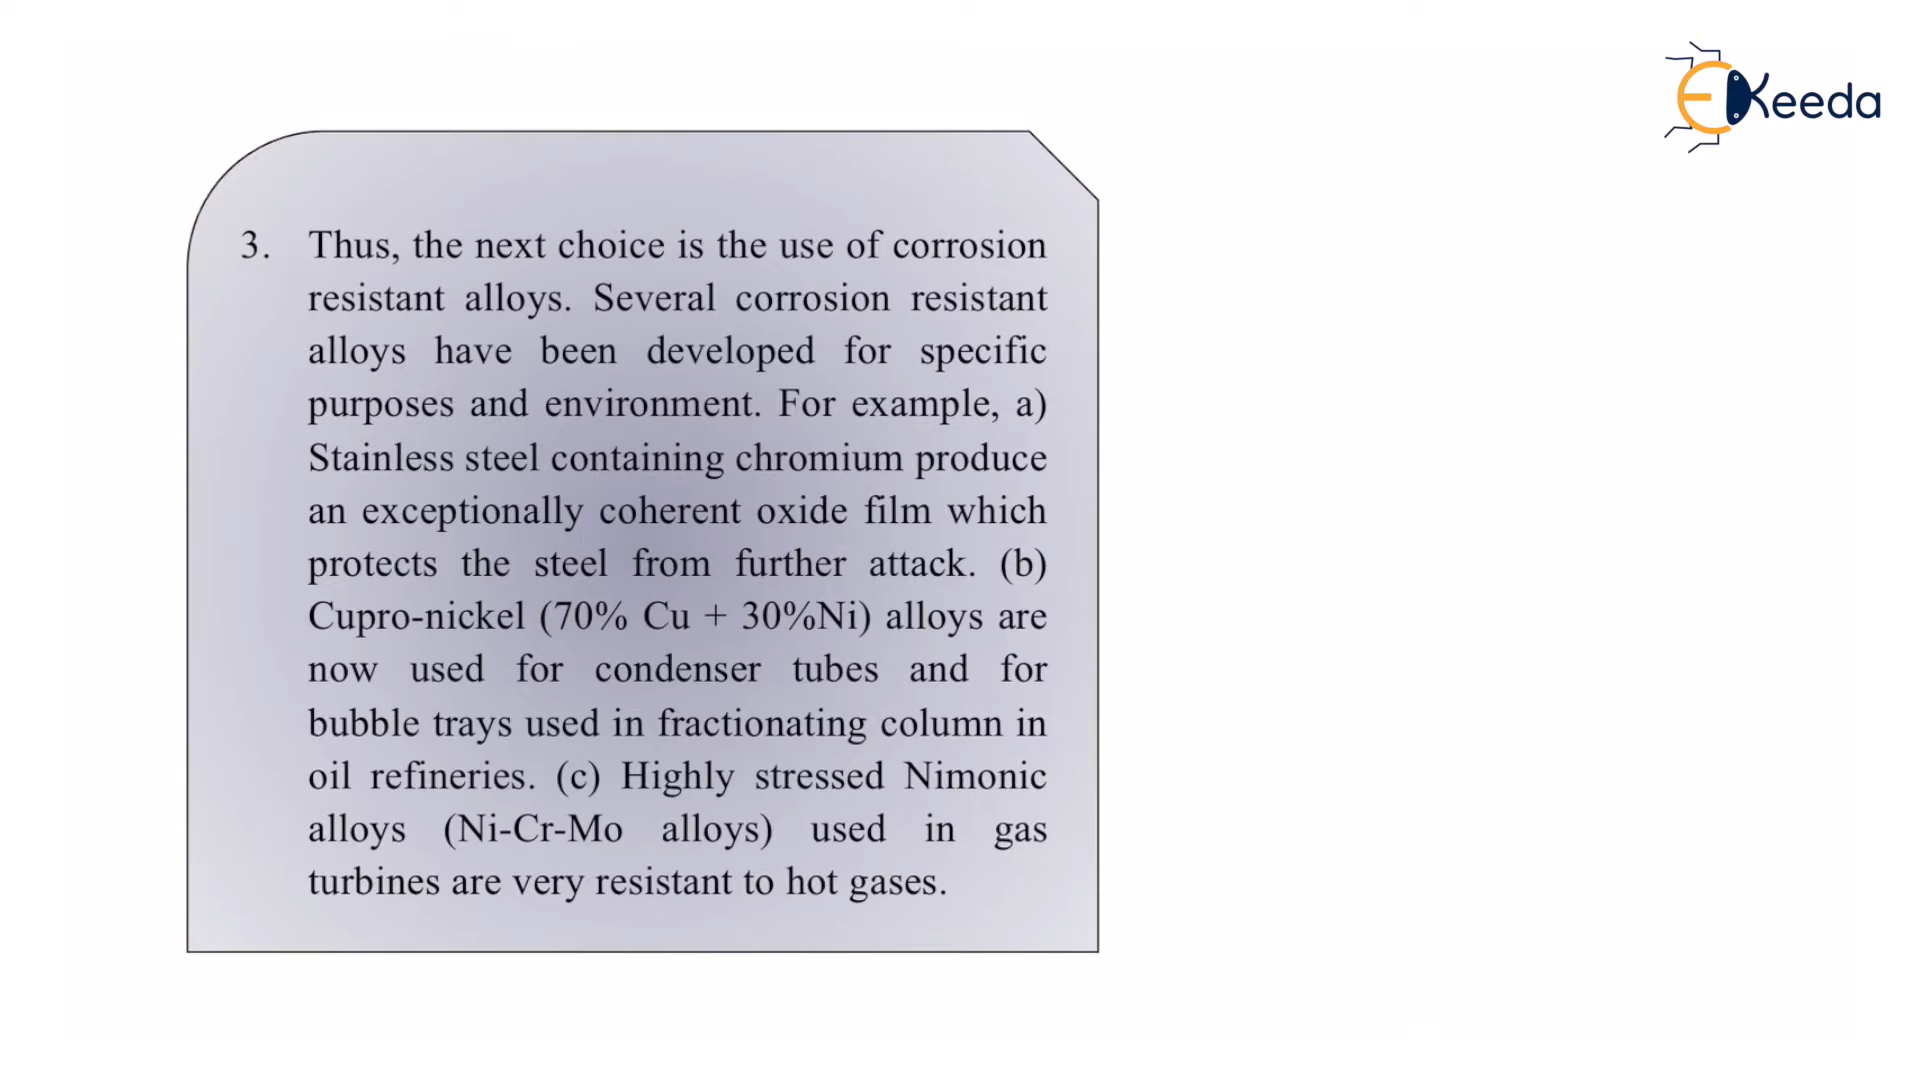 EKeeda
3. Thus, the next choice is the use of corrosion
resistant alloys. Several corrosion resistant
alloys have been developed for specific
purposes and environment. For example, a)
Stainless steel containing chromium produce
an exceptionally coherent oxide film which
protects the steel from further attack. (b)
Cupro-nickel (70% Cu + 30%Ni) alloys are
now used for condenser tubes and for
bubble trays used in fractionating column in
oil refineries. (c) Highly stressed Nimonic
alloys (Ni-Cr-Mo alloys) used in gas
turbines are very resistant to hot gases.